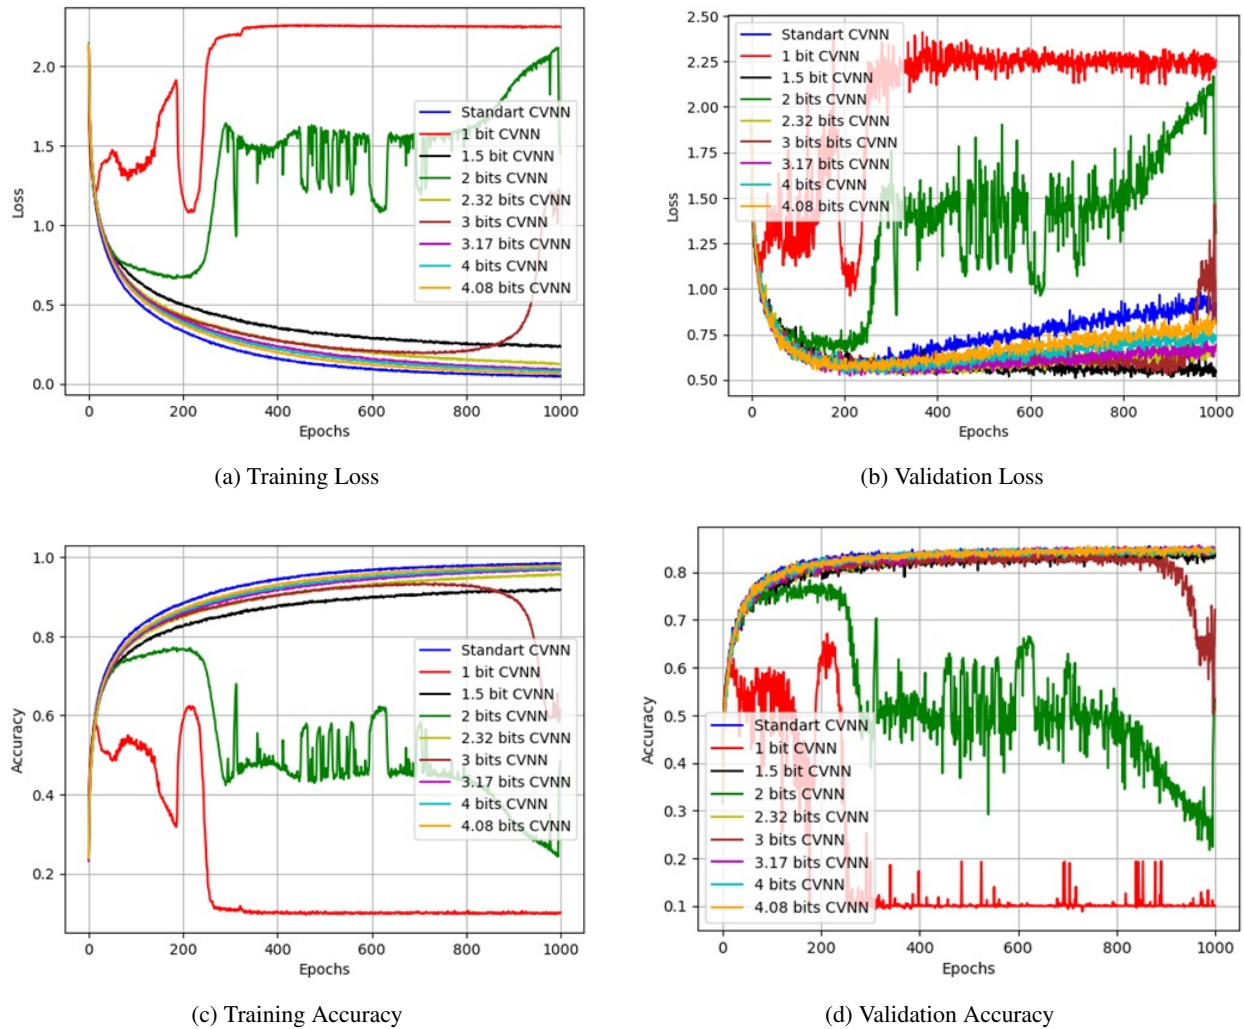 2.0
1.5
1.0
0.5
0.0
Loss
0 200 400 600 800 1000
Epochs
Standart CVNN
1 bit CVNN
1.5 bit CVNN
2 bits CVNN
2.32 bits CVNN
3 bits CVNN
3.17 bits CVNN
4 bits CVNN
4.08 bits CVNN
(a) Training Loss
2.50
2.25
2.00
1.75
1.50
1.25
1.00
0.75
0.50
Loss
0 200 400 600 800 1000
Epochs
Standart CVNN
1 bit CVNN
1.5 bit CVNN
2 bits CVNN
2.32 bits CVNN
3 bits bits CVNN
3.17 bits CVNN
4 bits CVNN
4.08 bits CVNN
(b) Validation Loss
1.0
0.8
0.6
0.4
0.2
Accuracy
0 200 400 600 800 1000
Epochs
Standart CVNN
1 bit CVNN
1.5 bit CVNN
2 bits CVNN
2.32 bits CVNN
3 bits CVNN
3.17 bits CVNN
4 bits CVNN
4.08 bits CVNN
(c) Training Accuracy
0.8
0.7
0.6
0.5
0.4
0.3
0.2
0.1
Accuracy
0 200 400 600 800 1000
Epochs
Standart CVNN
1 bit CVNN
1.5 bit CVNN
2 bits CVNN
2.32 bits CVNN
3 bits CVNN
3.17 bits CVNN
4 bits CVNN
4.08 bits CVNN
(d) Validation Accuracy